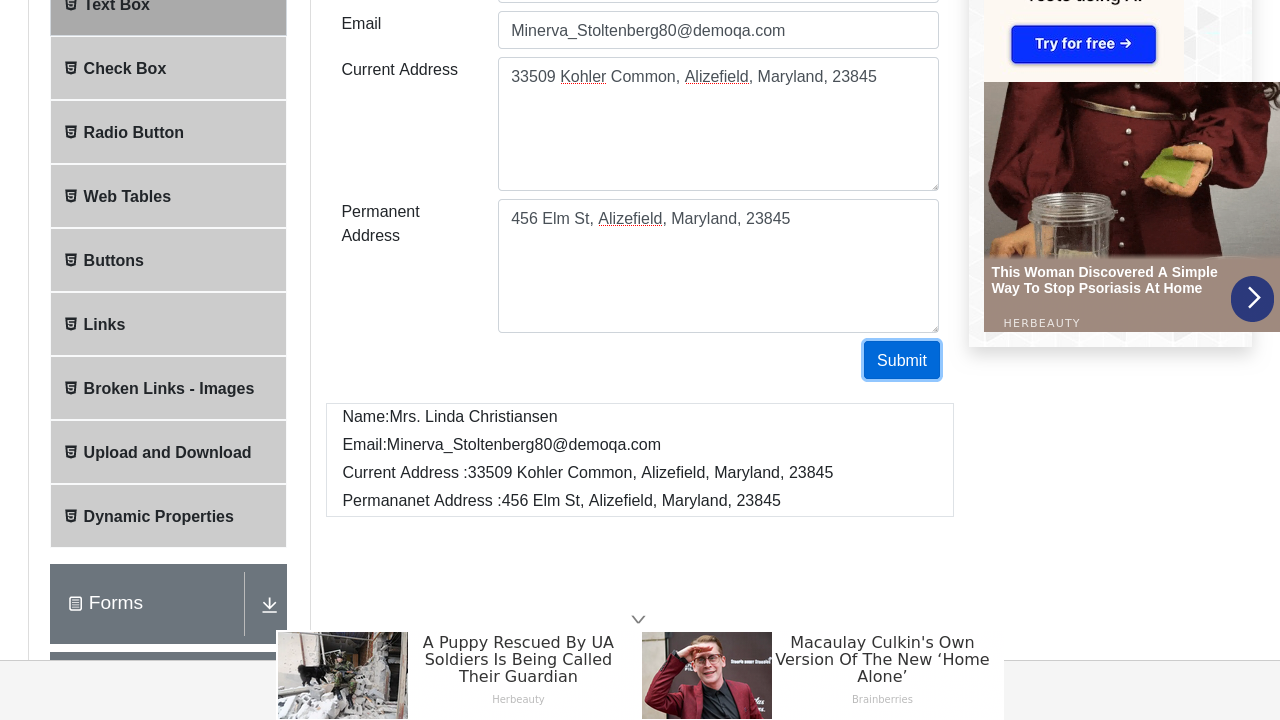 Text Box
Check Box
Radio Button
Web Tables
Buttons
Links
Broken Links - Images
Upload and Download
Dynamic Properties
Forms
Email
Minerva_Stoltenberg80@demoqa.com
Current Address
33509 Kohler Common, Alizefield, Maryland, 23845
Permanent
Address
456 Elm St, Alizefield, Maryland, 23845
Submit
Name:Mrs. Linda Christiansen
Email:Minerva_Stoltenberg80@demoqa.com
Current Address :33509 Kohler Common, Alizefield, Maryland, 23845
Permananet Address :456 Elm St, Alizefield, Maryland, 23845
Try for free →
This Woman Discovered A Simple
Way To Stop Psoriasis At Home
HERBEAUTY
A Puppy Rescued By UA
Soldiers Is Being Called
Their Guardian
Herbeauty
Macaulay Culkin's Own
Version Of The New ‘Home
Alone’
Brainberries